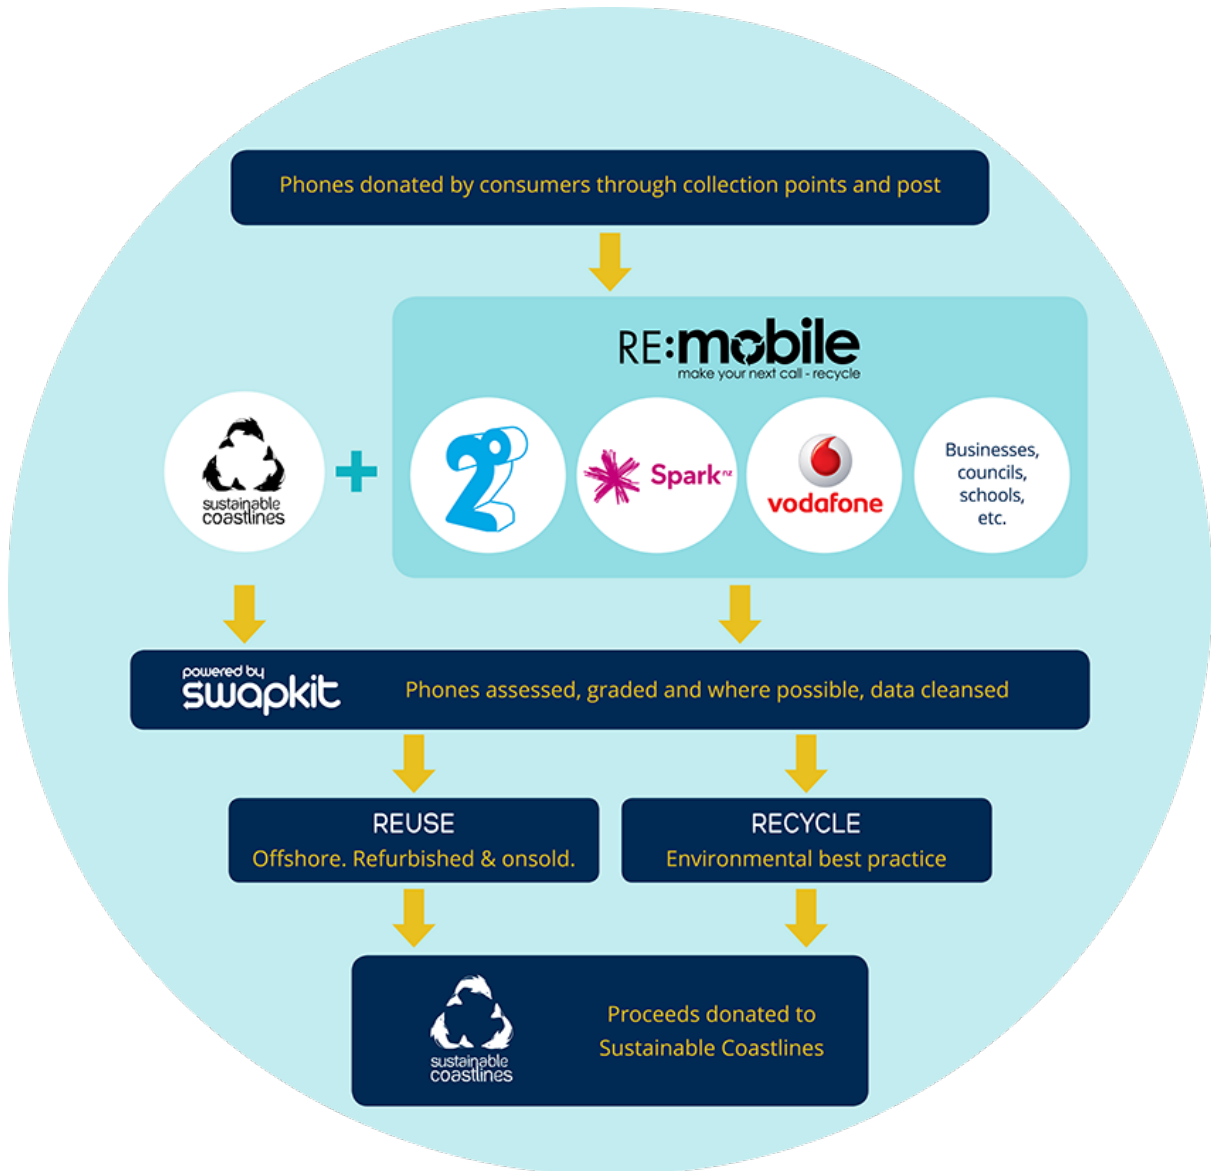 Phones donated by consumers through collection points and post
RE:mobile
make your next call - recycle
sustainable
coastlines
+
2°
Spark nz
vodafone
Businesses,
councils,
schools,
etc.
powered by
swapkit
Phones assessed, graded and where possible, data cleansed
REUSE
Offshore. Refurbished & onsold.
RECYCLE
Environmental best practice
sustainable
coastlines
Proceeds donated to
Sustainable Coastlines